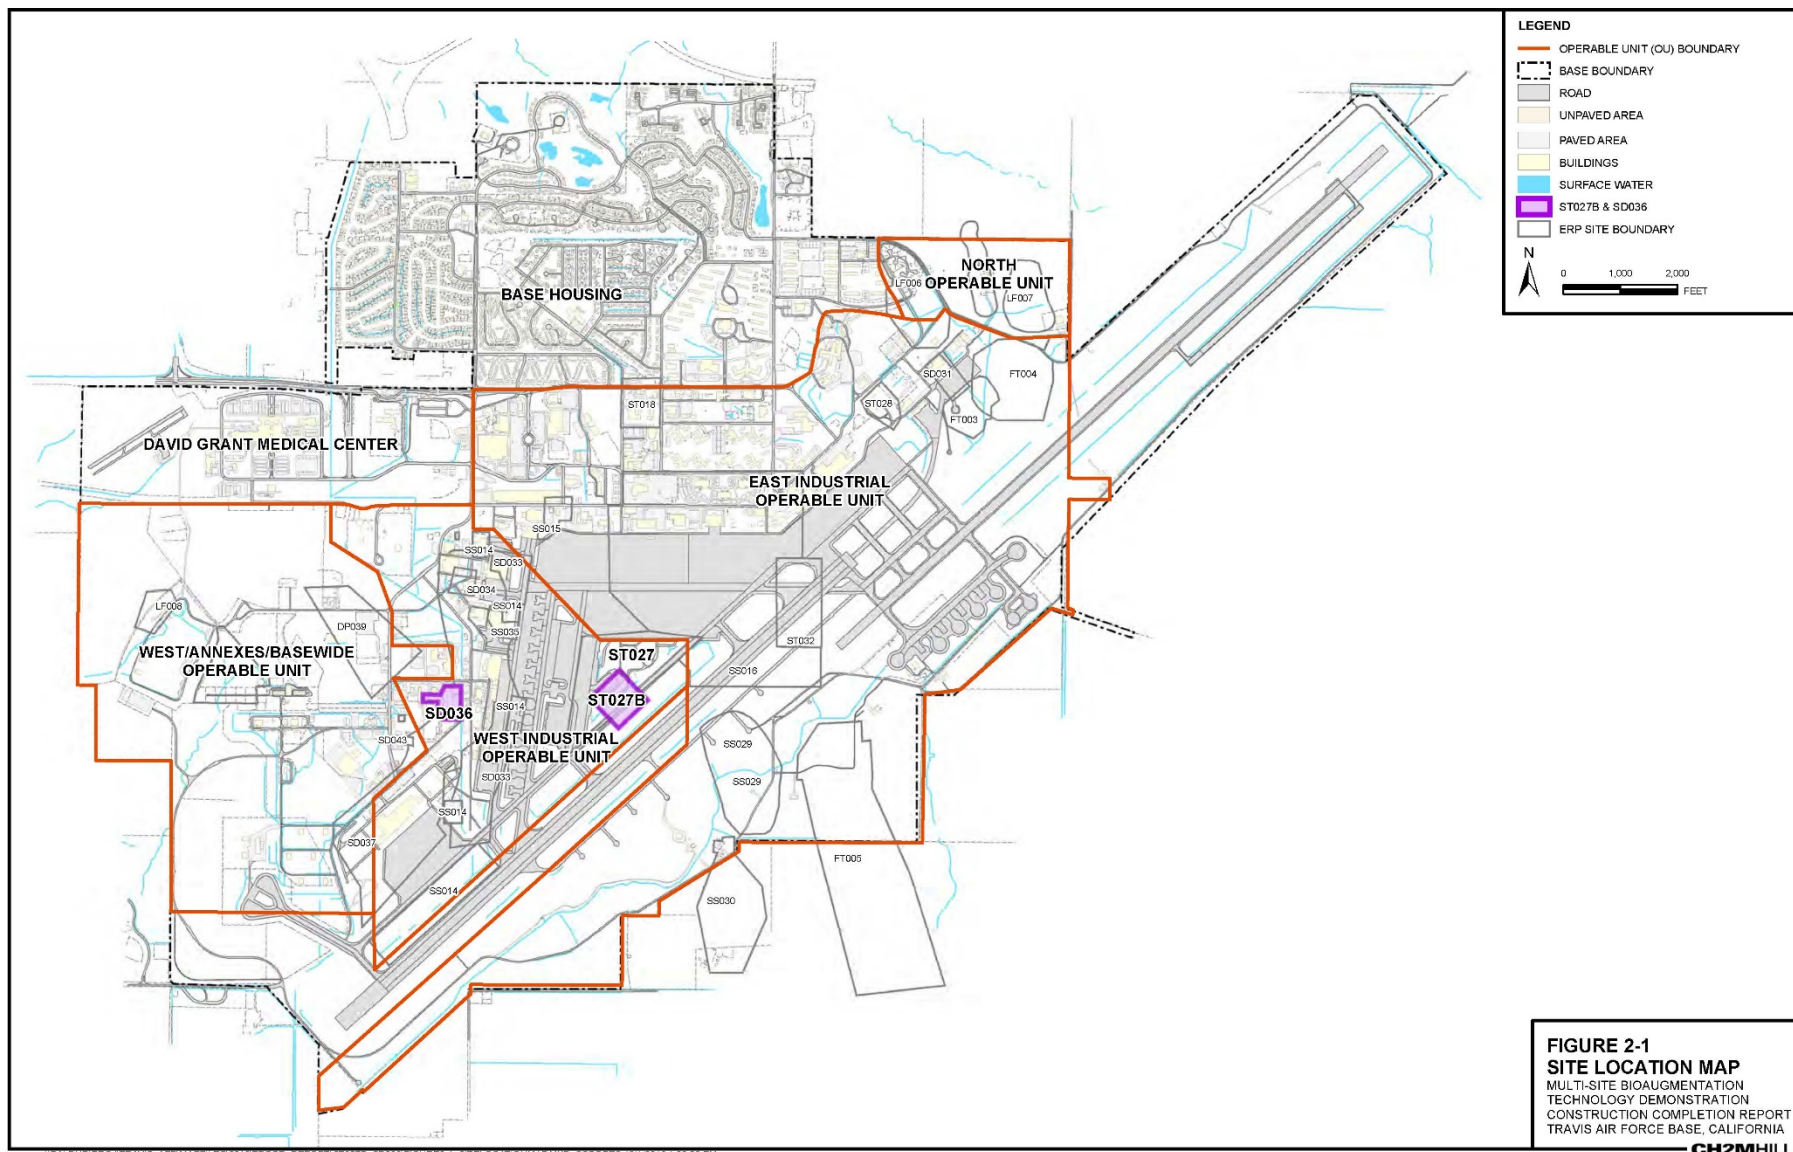 LEGEND
OPERABLE UNIT (OU) BOUNDARY
BASE BOUNDARY
ROAD
UNPAVED AREA
PAVED AREA
BUILDINGS
SURFACE WATER
ST027B & SD036
ERP SITE BOUNDARY
N
0 1,000 2,000
FEET
NORTH
OPERABLE UNIT
LF006
LF007
BASE HOUSING
SD031
FT004
ST018
ST028
FT003
DAVID GRANT MEDICAL CENTER
EAST INDUSTRIAL
OPERABLE UNIT
SS015
SS014
SD033
SD034
LF008
SS014
DP039
SS035
ST032
WEST/ANNEXES/BASEWIDE
OPERABLE UNIT
ST027
SS016
ST027B
SD036
SS014
SD043
WEST INDUSTRIAL
OPERABLE UNIT
SS029
SD033
SS029
SS014
SD037
FT005
SS014
SS030
FIGURE 2-1
SITE LOCATION MAP
MULTI-SITE BIOAUGMENTATION
TECHNOLOGY DEMONSTRATION
CONSTRUCTION COMPLETION REPORT
TRAVIS AIR FORCE BASE, CALIFORNIA
CH2MHILL